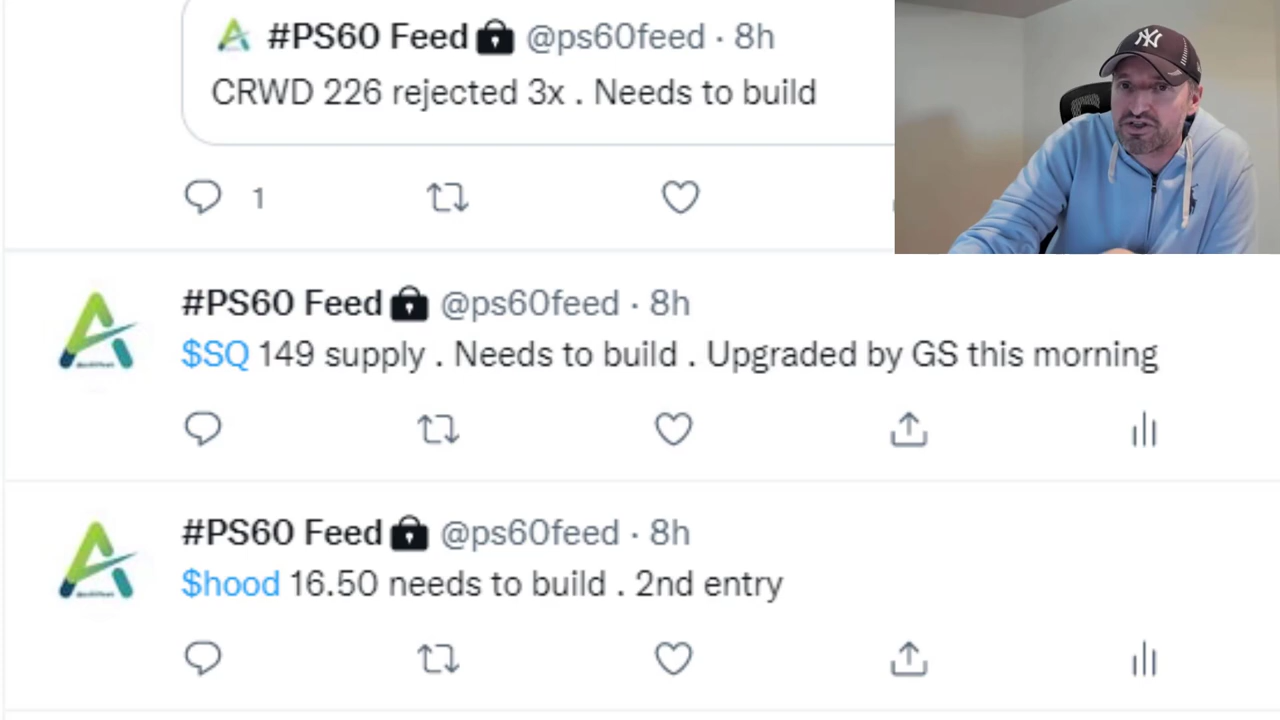 #PS60 Feed @ps60feed · 8h
CRWD 226 rejected 3x . Needs to build
1
#PS60 Feed @ps60feed · 8h
$SQ 149 supply . Needs to build . Upgraded by GS this morning
#PS60 Feed @ps60feed · 8h
$hood 16.50 needs to build . 2nd entry